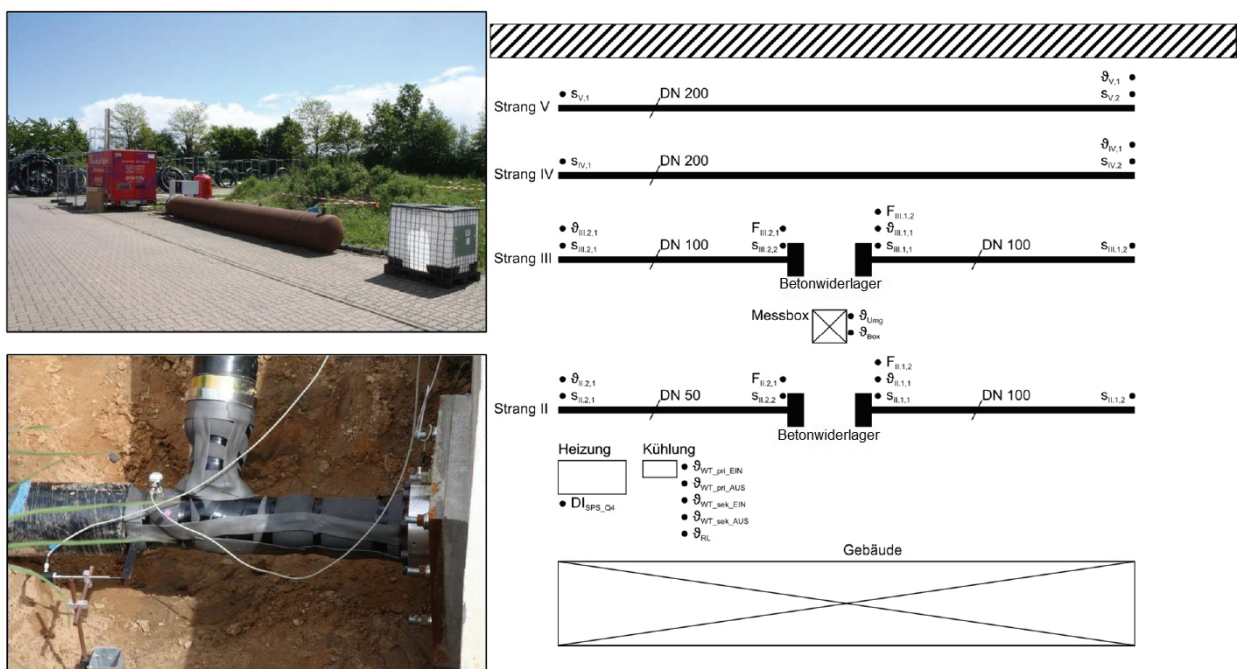 ϑV,1
Strang V
sV,1
DN 200
sV,2
ϑIV,1
Strang IV
sIV,1
DN 200
sIV,2
FIII.1,2
ϑIII.2,1
FIII.2,1
ϑIII.1,1
Strang III
sIII.2,1
DN 100
sIII.2,2
sIII.1,1
DN 100
sIII.1,2
Betonwiderlager
Messbox
ϑUmg
ϑBox
FII.1,2
ϑII.2,1
FII.2,1
ϑII.1,1
Strang II
sII.2,1
DN 50
sII.2,2
sII.1,1
DN 100
sII.1,2
Betonwiderlager
Heizung
Kühlung
ϑWT_pri_EIN
ϑWT_pri_AUS
DISPS_Q4
ϑWT_sek_EIN
ϑWT_sek_AUS
ϑRL
Gebäude